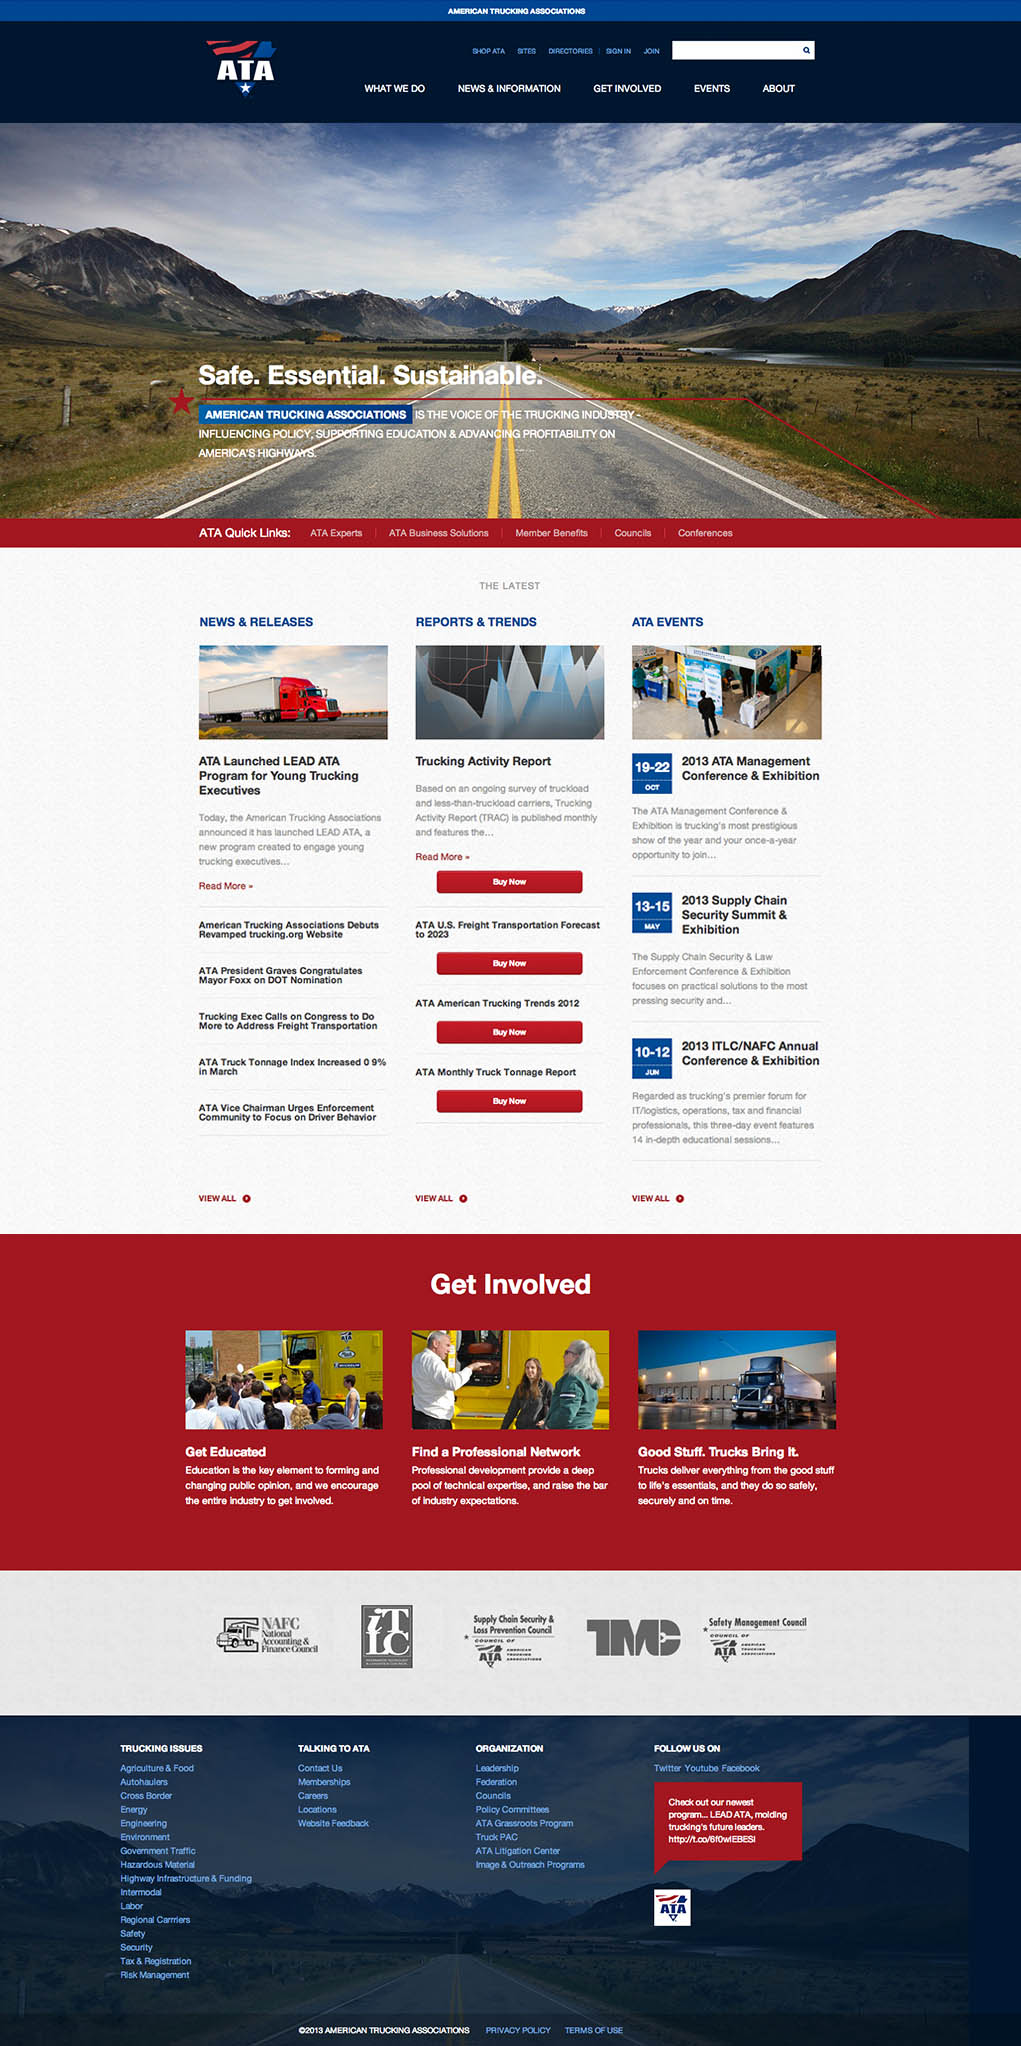 AMERICAN TRUCKING ASSOCIATIONS
ATA
SHOP ATA SITES DIRECTORIES SIGN IN JOIN
WHAT WE DO NEWS & INFORMATION GET INVOLVED EVENTS ABOUT
Safe. Essential. Sustainable.
AMERICAN TRUCKING ASSOCIATIONS IS THE VOICE OF THE TRUCKING INDUSTRY -
INFLUENCING POLICY, SUPPORTING EDUCATION & ADVANCING PROFITABILITY ON
AMERICA'S HIGHWAYS.
ATA Quick Links: ATA Experts ATA Business Solutions Member Benefits Councils Conferences
THE LATEST
NEWS & RELEASES
ATA Launched LEAD ATA
Program for Young Trucking
Executives
Today, the American Trucking Associations
announced it has launched LEAD ATA, a
new program created to engage young
trucking executives...
Read More »
American Trucking Associations Debuts
Revamped trucking.org Website
ATA President Graves Congratulates
Mayor Foxx on DOT Nomination
Trucking Exec Calls on Congress to Do
More to Address Freight Transportation
ATA Truck Tonnage Index Increased 0 9%
in March
ATA Vice Chairman Urges Enforcement
Community to Focus on Driver Behavior
VIEW ALL
REPORTS & TRENDS
Trucking Activity Report
Based on an ongoing survey of truckload
and less-than-truckload carriers, Trucking
Activity Report (TRAC) is published monthly
and features the...
Read More »
Buy Now
ATA U.S. Freight Transportation Forecast
to 2023
Buy Now
ATA American Trucking Trends 2012
Buy Now
ATA Monthly Truck Tonnage Report
Buy Now
VIEW ALL
ATA EVENTS
19-22
OCT
2013 ATA Management
Conference & Exhibition
The ATA Management Conference &
Exhibition is trucking's most prestigious
show of the year and your once-a-year
opportunity to join...
13-15
MAY
2013 Supply Chain
Security Summit &
Exhibition
The Supply Chain Security & Law
Enforcement Conference & Exhibition
focuses on practical solutions to the most
pressing security and...
10-12
JUN
2013 ITLC/NAFC Annual
Conference & Exhibition
Regarded as trucking's premier forum for
IT/logistics, operations, tax and financial
professionals, this three-day event features
14 in-depth educational sessions...
VIEW ALL
Get Involved
Get Educated
Education is the key element to forming and
changing public opinion, and we encourage
the entire industry to get involved.
Find a Professional Network
Professional development provide a deep
pool of technical expertise, and raise the bar
of industry expectations.
Good Stuff. Trucks Bring It.
Trucks deliver everything from the good stuff
to life's essentials, and they do so safely,
securely and on time.
NAFC
National
Accounting &
Finance Council
iT
LC
Supply Chain Security &
Loss Prevention Council
COUNCIL OF
ATA
AMERICAN
TRUCKING
ASSOCIATIONS
TMC
Safety Management Council
COUNCIL OF
ATA
AMERICAN
TRUCKING
ASSOCIATIONS
TRUCKING ISSUES
Agriculture & Food
Autohaulers
Cross Border
Energy
Engineering
Environment
Government Traffic
Hazardous Material
Highway Infrastructure & Funding
Intermodal
Labor
Regional Carrriers
Safety
Security
Tax & Registration
Risk Management
TALKING TO ATA
Contact Us
Memberships
Careers
Locations
Website Feedback
ORGANIZATION
Leadership
Federation
Councils
Policy Committees
ATA Grassroots Program
Truck PAC
ATA Litigation Center
Image & Outreach Programs
FOLLOW US ON
Twitter Youtube Facebook
Check out our newest
program... LEAD ATA, molding
trucking's future leaders.
ATA
©2013 AMERICAN TRUCKING ASSOCIATIONS PRIVACY POLICY TERMS OF USE